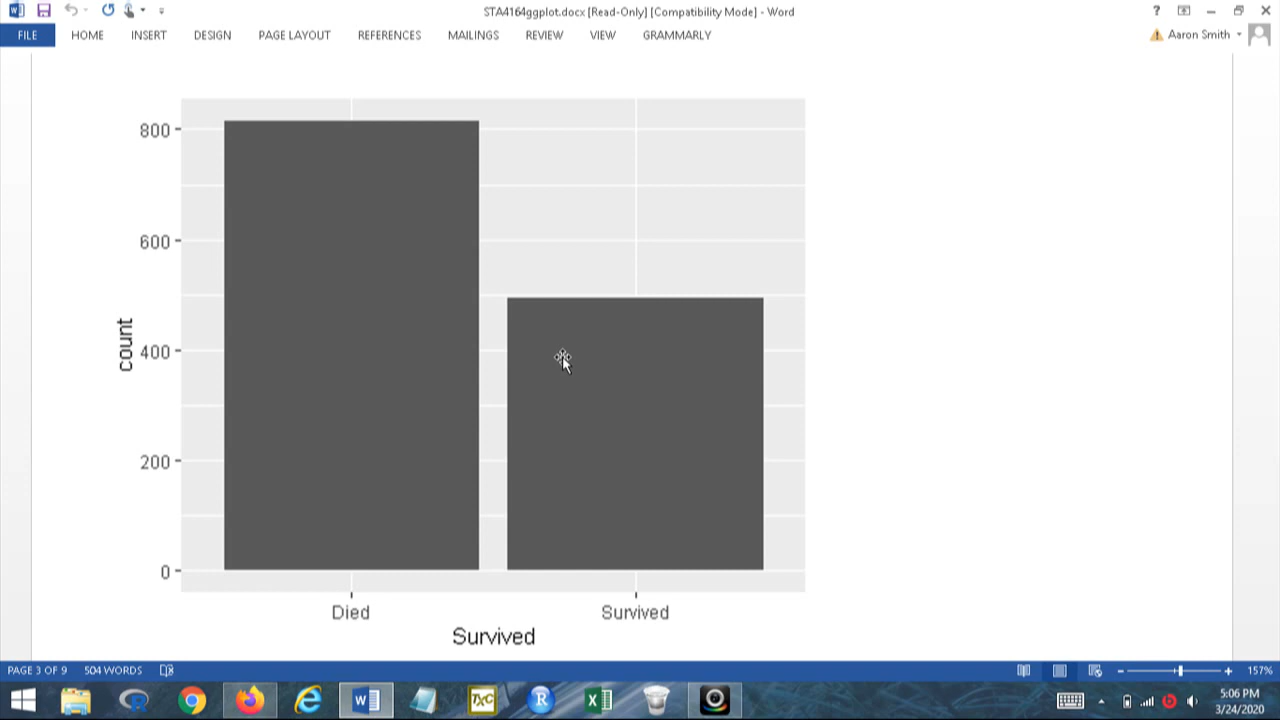 STA4164ggplot.docx [Read-Only] [Compatibility Mode] - Word
?
FILE HOME INSERT DESIGN PAGE LAYOUT REFERENCES MAILINGS REVIEW VIEW GRAMMARLY Aaron Smith
800
600
400
200
0
count
Died Survived
Survived
PAGE 3 OF 9 504 WORDS 157%
TXC R X
5:06 PM
3/24/2020